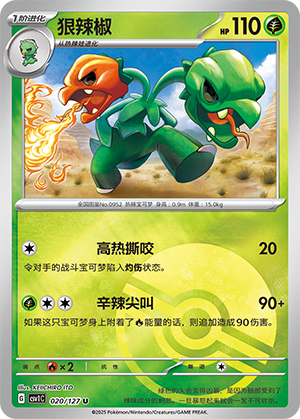 1阶进化
狠辣椒
HP 110
从热辣娃进化
全国图鉴No.0952 热辣宝可梦 身高：0.9m 体重：15.0kg
高热撕咬 20
令对手的战斗宝可梦陷入灼伤状态。
辛辣尖叫 90+
如果这只宝可梦身上附着了能量的话，则追加造成90伤害。
弱点 ×2 抗性 撤退
Illus. KEIICHIRO ITO
G CSV1C 020/127 U
©2025 Pokémon/Nintendo/Creatures/GAME FREAK.